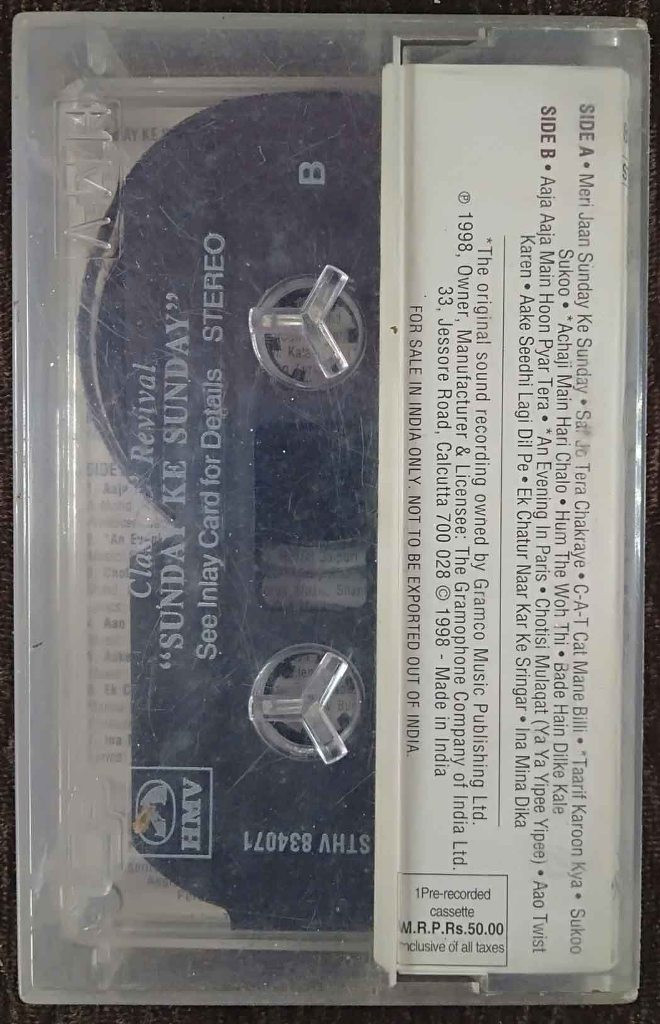 SIDE A • Meri Jaan Sunday Ke Sunday • Sar Jo Tera Chakraye • C-A-T Cat Mane Billi • *Taarif Karoon Kya • Sukoo
Sukoo • *Achaji Main Hari Chalo • Hum The Woh Thi • Bade Hain Dilke Kale
SIDE B • Aaja Aaja Main Hoon Pyar Tera • *An Evening In Paris • Chotisi Mulaqat (Ya Ya Yipee Yipee) • Aao Twist
Karen • Aake Seedhi Lagi Dil Pe • Ek Chatur Naar Kar Ke Sringar • Ina Mina Dika
*The original sound recording owned by Gramco Music Publishing Ltd.
℗ 1998, Owner, Manufacturer & Licensee: The Gramophone Company of India Ltd.
33, Jessore Road, Calcutta 700 028 © 1998 - Made in India
FOR SALE IN INDIA ONLY. NOT TO BE EXPORTED OUT OF INDIA.
1Pre-recorded
cassette
M.R.P.Rs.50.00
inclusive of all taxes
B
Revival
"SUNDAY KE SUNDAY"
See Inlay Card for Details STEREO
HMV
STHV 834071